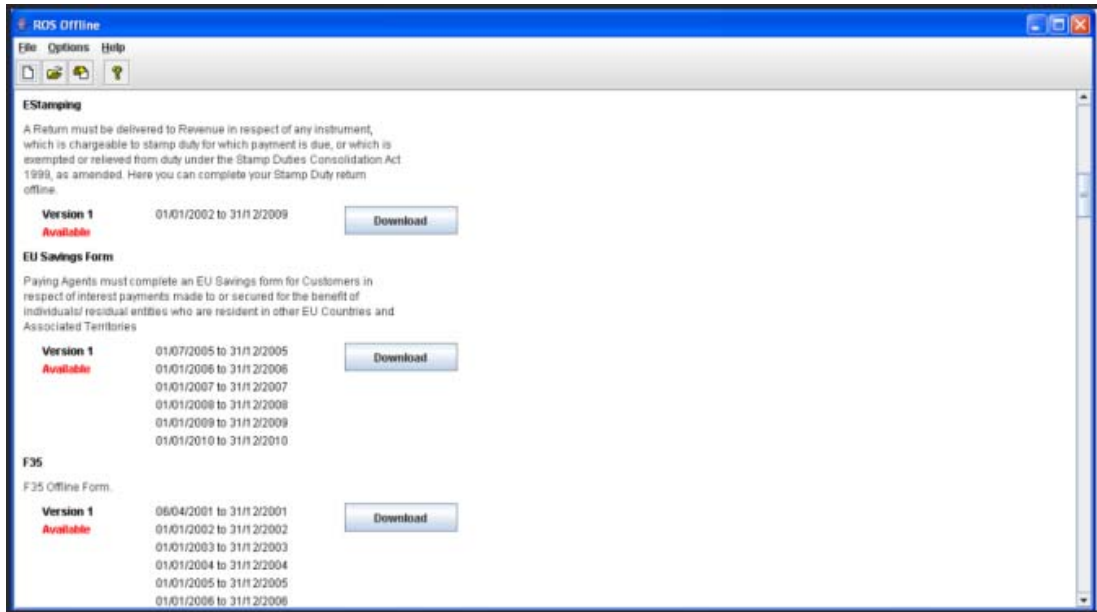 ROS Offline
File Options Help
EStamping
A Return must be delivered to Revenue in respect of any instrument,
which is chargeable to stamp duty for which payment is due, or which is
exempted or relieved from duty under the Stamp Duties Consolidation Act
1999, as amended. Here you can complete your Stamp Duty return
offline.
Version 1 01/01/2002 to 31/12/2009 Download
Available
EU Savings Form
Paying Agents must complete an EU Savings form for Customers in
respect of interest payments made to or secured for the benefit of
individuals/ residual entities who are resident in other EU Countries and
Associated Territories
Version 1 01/07/2005 to 31/12/2005 Download
Available 01/01/2006 to 31/12/2006
01/01/2007 to 31/12/2007
01/01/2008 to 31/12/2008
01/01/2009 to 31/12/2009
01/01/2010 to 31/12/2010
F35
F35 Offline Form.
Version 1 06/04/2001 to 31/12/2001 Download
Available 01/01/2002 to 31/12/2002
01/01/2003 to 31/12/2003
01/01/2004 to 31/12/2004
01/01/2005 to 31/12/2005
01/01/2006 to 31/12/2006